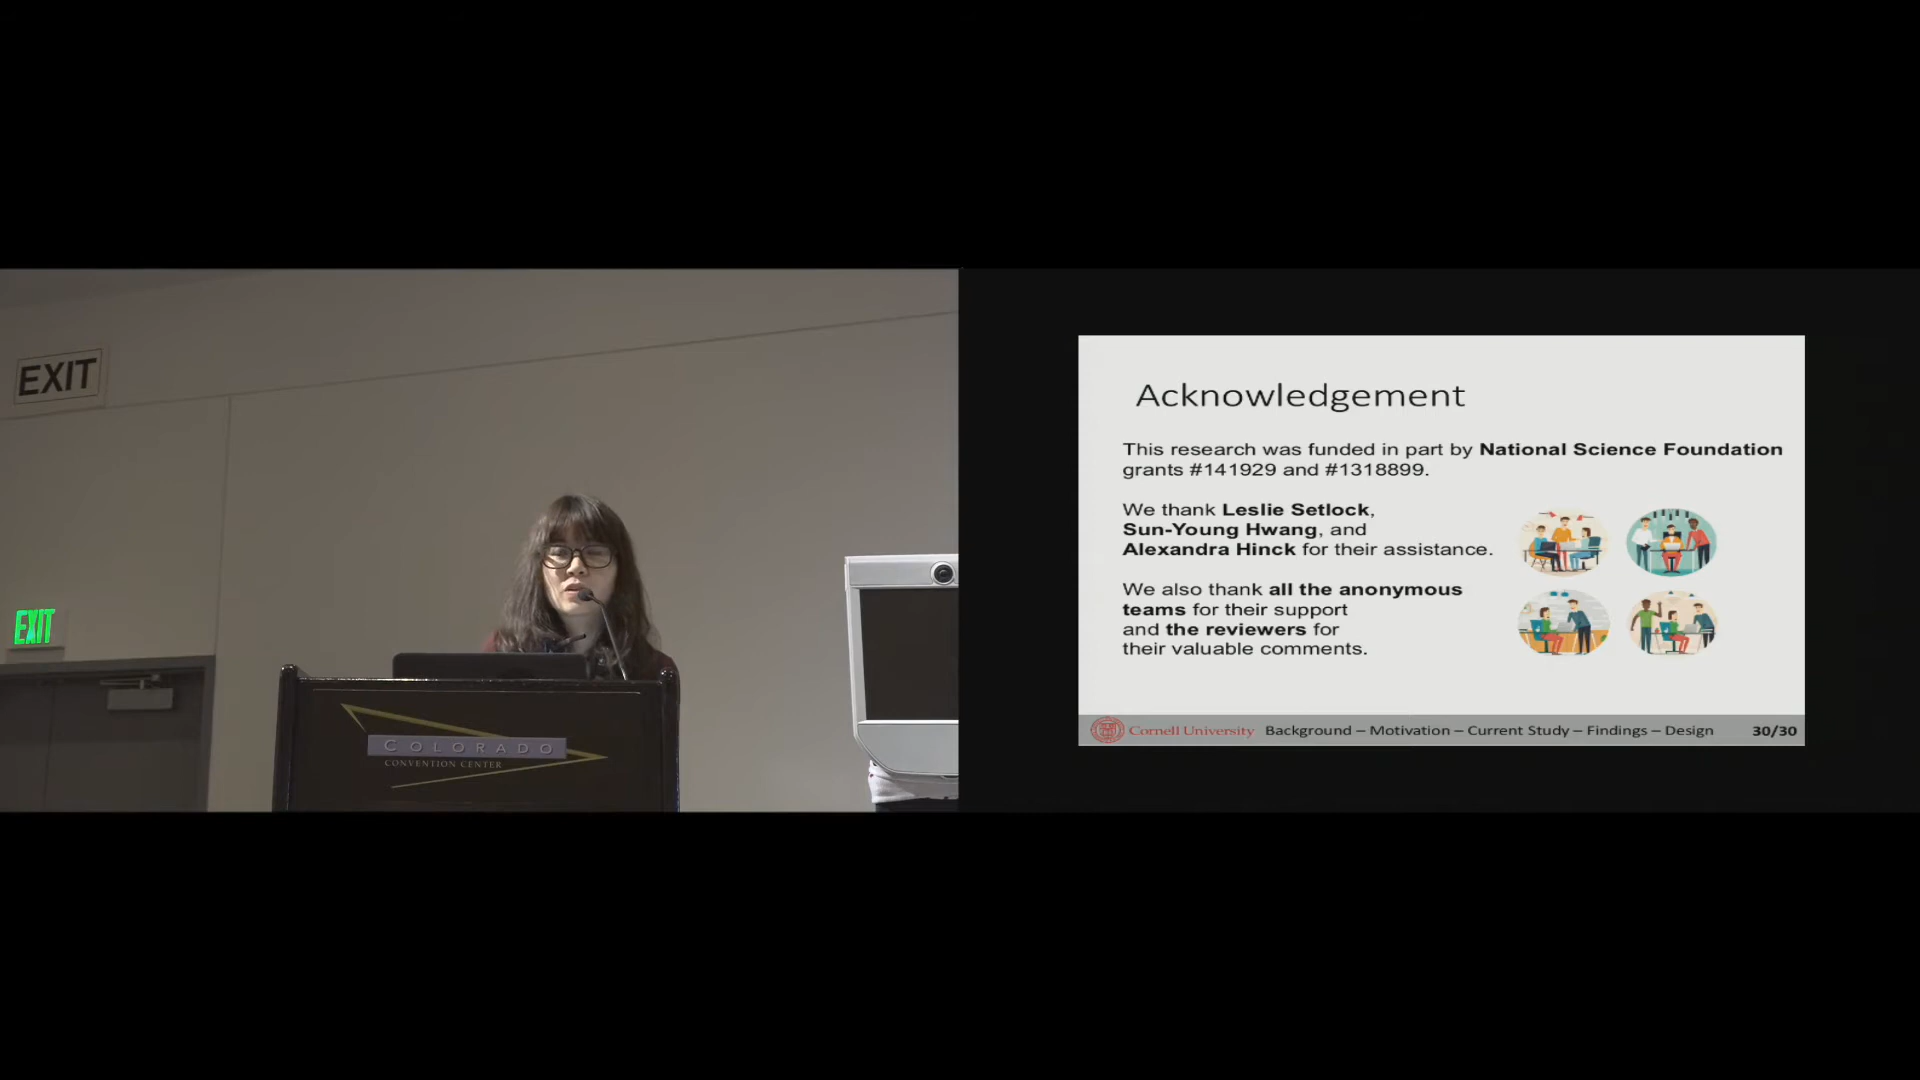 EXIT
EXIT
COLORADO
CONVENTION CENTER
Acknowledgement
This research was funded in part by National Science Foundation
grants #141929 and #1318899.
We thank Leslie Setlock,
Sun-Young Hwang, and
Alexandra Hinck for their assistance.
We also thank all the anonymous
teams for their support
and the reviewers for
their valuable comments.
Cornell University Background – Motivation – Current Study – Findings – Design 30/30